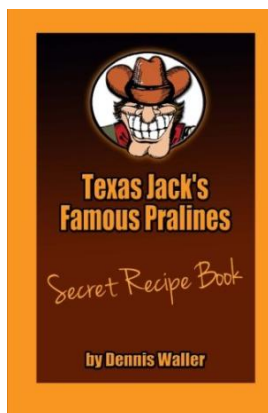 Texas Jack's
Famous Pralines
Secret Recipe Book
by Dennis Waller